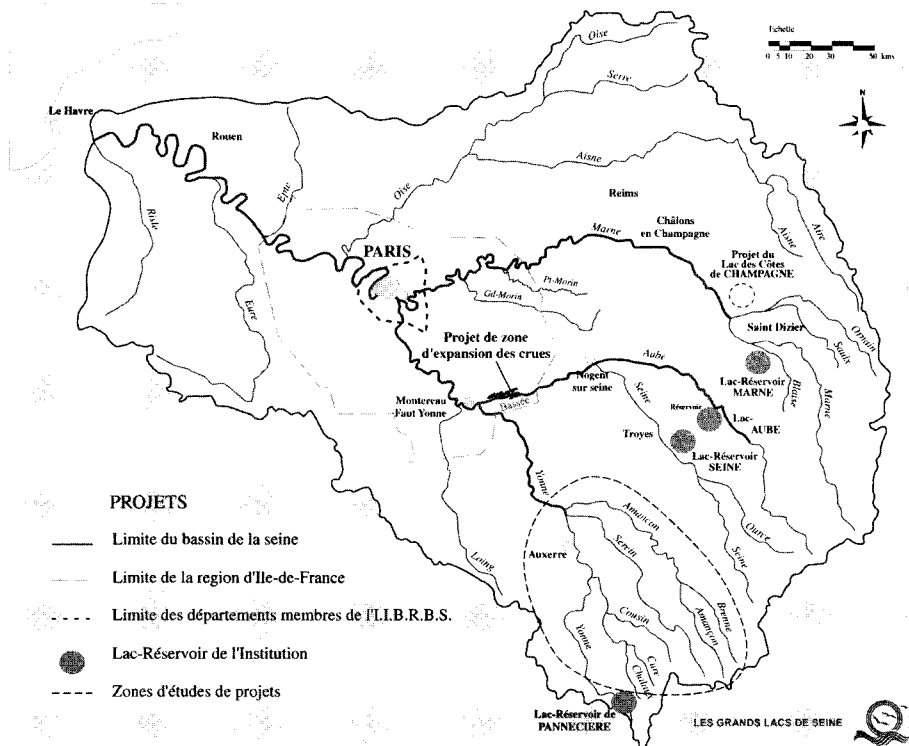 Echelle
0 5 10 20 30 50 kms
N
Oise
Serre
Le Havre
Rouen
Epte
Oise
Aisne
Reims
Risle
Eure
Marne
Châlons
en Champagne
Aisne
Aire
PARIS
Projet du
Lac des Côtes
de CHAMPAGNE
Pt-Morin
Gd-Morin
Saint Dizier
Ornain
Saulx
Projet de zone
d'expansion des crues
Aube
Lac-Réservoir
MARNE
Blaise
Marne
Nogent
sur seine
Montereau
Faut Yonne
Bassée
Seine
Réservoir
Lac-
AUBE
Troyes
Lac-Réservoir
SEINE
Yonne
Loing
Amançon
Serein
Auxerre
Ource
Seine
Cousin
Yonne
Cure
Chalaux
Amançon
Brenne
PROJETS
Limite du bassin de la seine
Limite de la region d'Ile-de-France
Limite des départements membres de l'I.I.B.R.B.S.
Lac-Réservoir de l'Institution
Zones d'études de projets
Lac-Réservoir de
PANNECIERE
LES GRANDS LACS DE SEINE